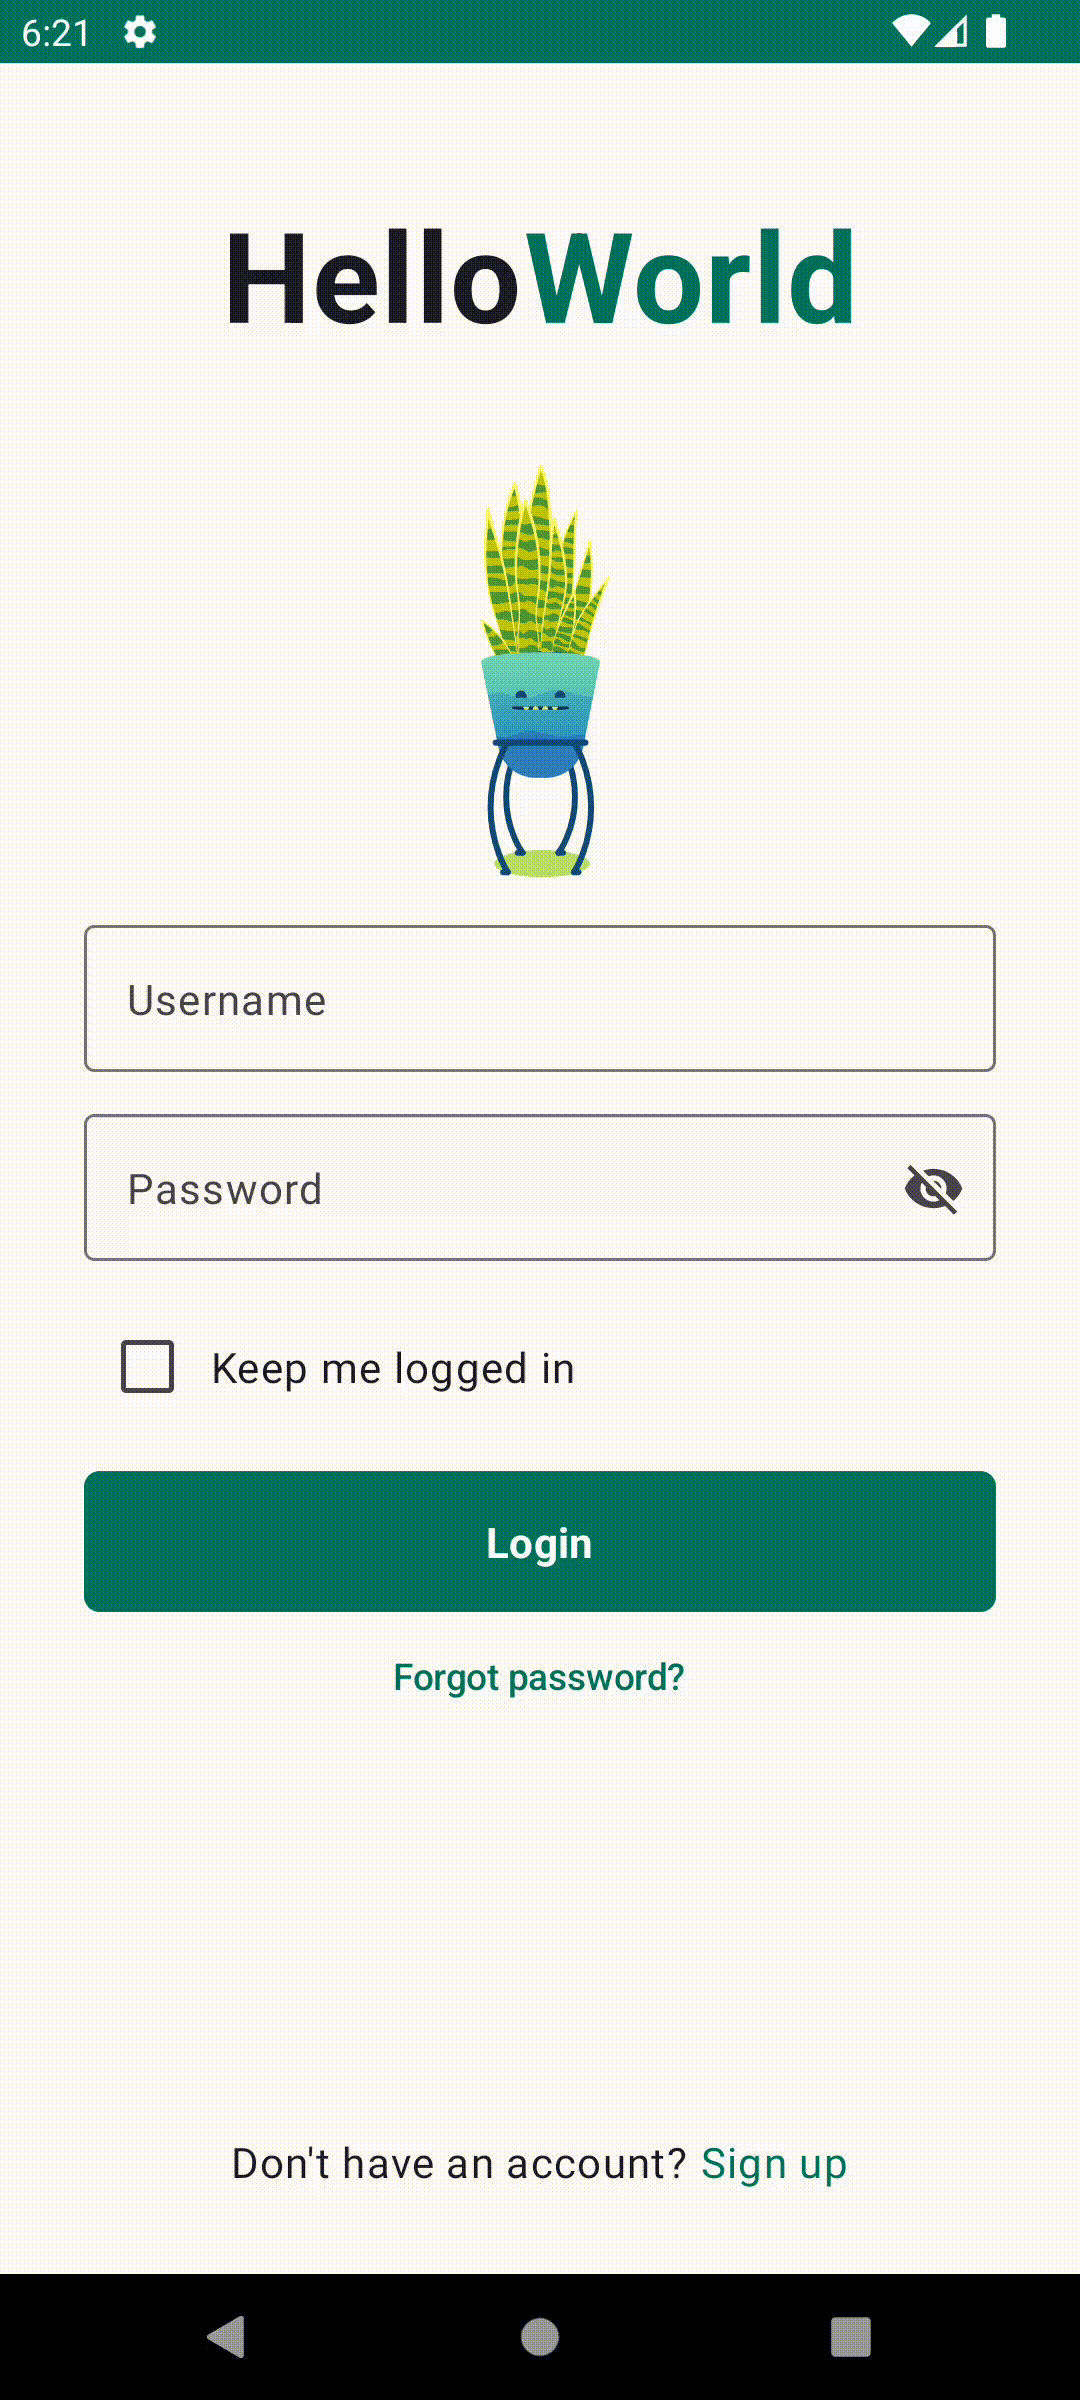 6:21
HelloWorld
Username
Password
Keep me logged in
Login
Forgot password?
Don't have an account? Sign up